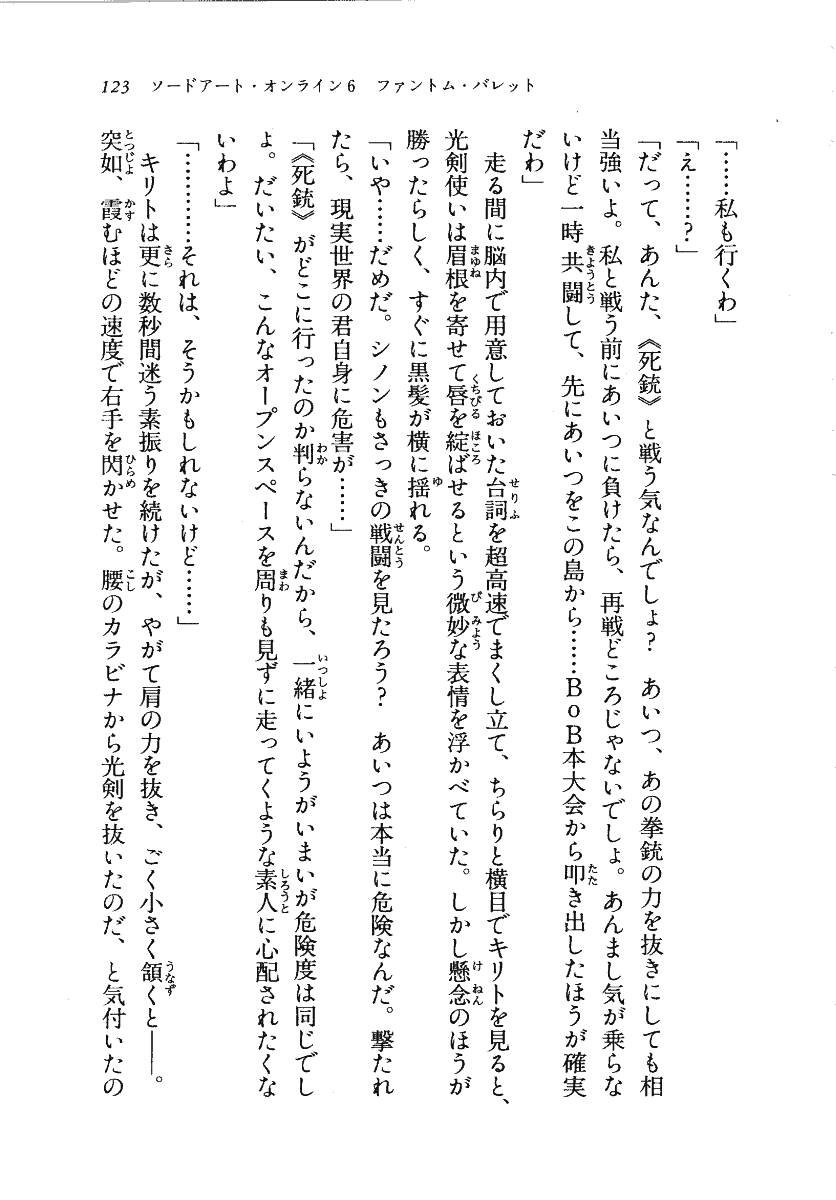 123　ソードアート・オンライン6　ファントム・バレット
「……私も行くわ」
「え……？」
「だって、あんた、《死銃》と戦う気なんでしょ？　あいつ、あの拳銃の力を抜きにしても相
当強いよ。私と戦う前にあいつに負けたら、再戦どころじゃないでしょ。あんまし気が乗らな
いけど一時共闘して、先にあいつをこの島から……ＢｏＢ本大会から叩き出したほうが確実
だわ」
　走る間に脳内で用意しておいた台詞を超高速でまくし立て、ちらりと横目でキリトを見ると、
光剣使いは眉根を寄せて唇を綻ばせるという微妙な表情を浮かべていた。しかし懸念のほうが
勝ったらしく、すぐに黒髪が横に揺れる。
「いや……だめだ。シノンもさっきの戦闘を見たろう？　あいつは本当に危険なんだ。撃たれ
たら、現実世界の君自身に危害が……」
「《死銃》がどこに行ったのか判らないんだから、一緒にいようがいまいが危険度は同じでし
ょ。だいたい、こんなオープンスペースを周りも見ずに走ってくような素人に心配されたくな
いわよ」
「…………それは、そうかもしれないけど……」
　キリトは更に数秒間迷う素振りを続けたが、やがて肩の力を抜き、ごく小さく頷くと――。
突如、霞むほどの速度で右手を閃かせた。腰のカラビナから光剣を抜いたのだ、と気付いたの